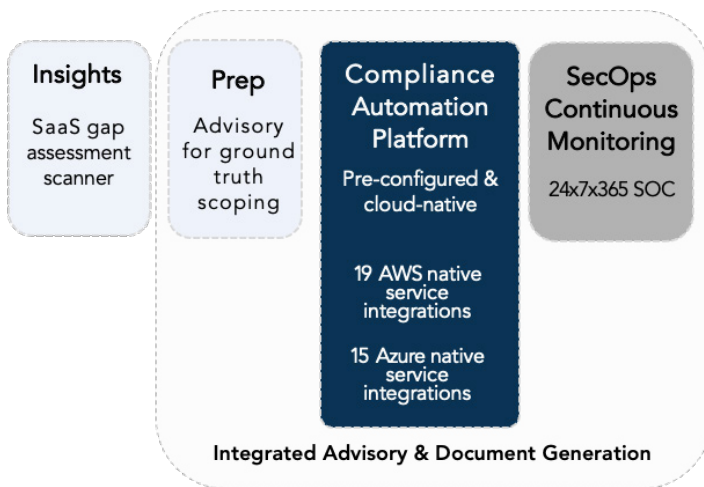 Insights
SaaS gap
assessment
scanner
Prep
Advisory
for ground
truth
scoping
Compliance
Automation
Platform
Pre-configured &
cloud-native
19 AWS native
service
integrations
15 Azure native
service
integrations
SecOps
Continuous
Monitoring
24x7x365 SOC
Integrated Advisory & Document Generation